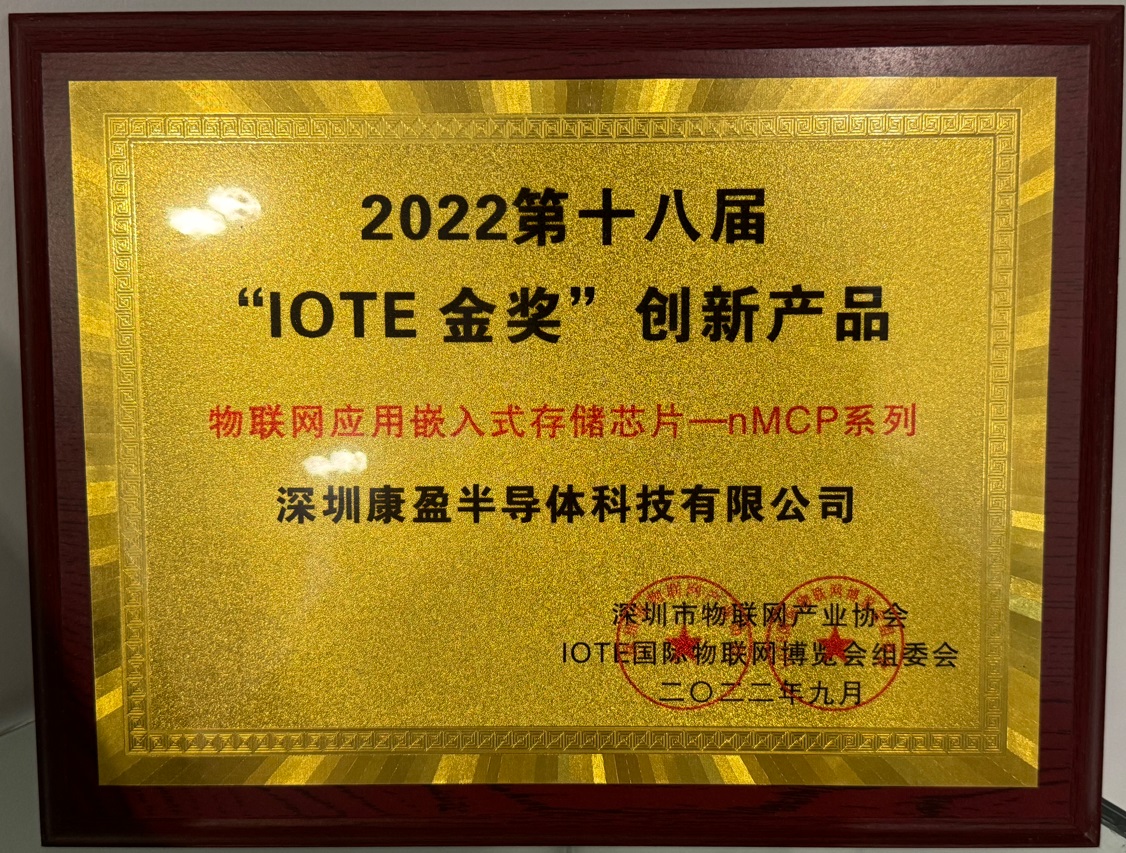 2022第十八届
“IOTE 金奖”创新产品
物联网应用嵌入式存储芯片—nMCP系列
深圳康盈半导体科技有限公司
深圳市物联网产业协会
IOTE国际物联网博览会组委会
二〇二二年九月